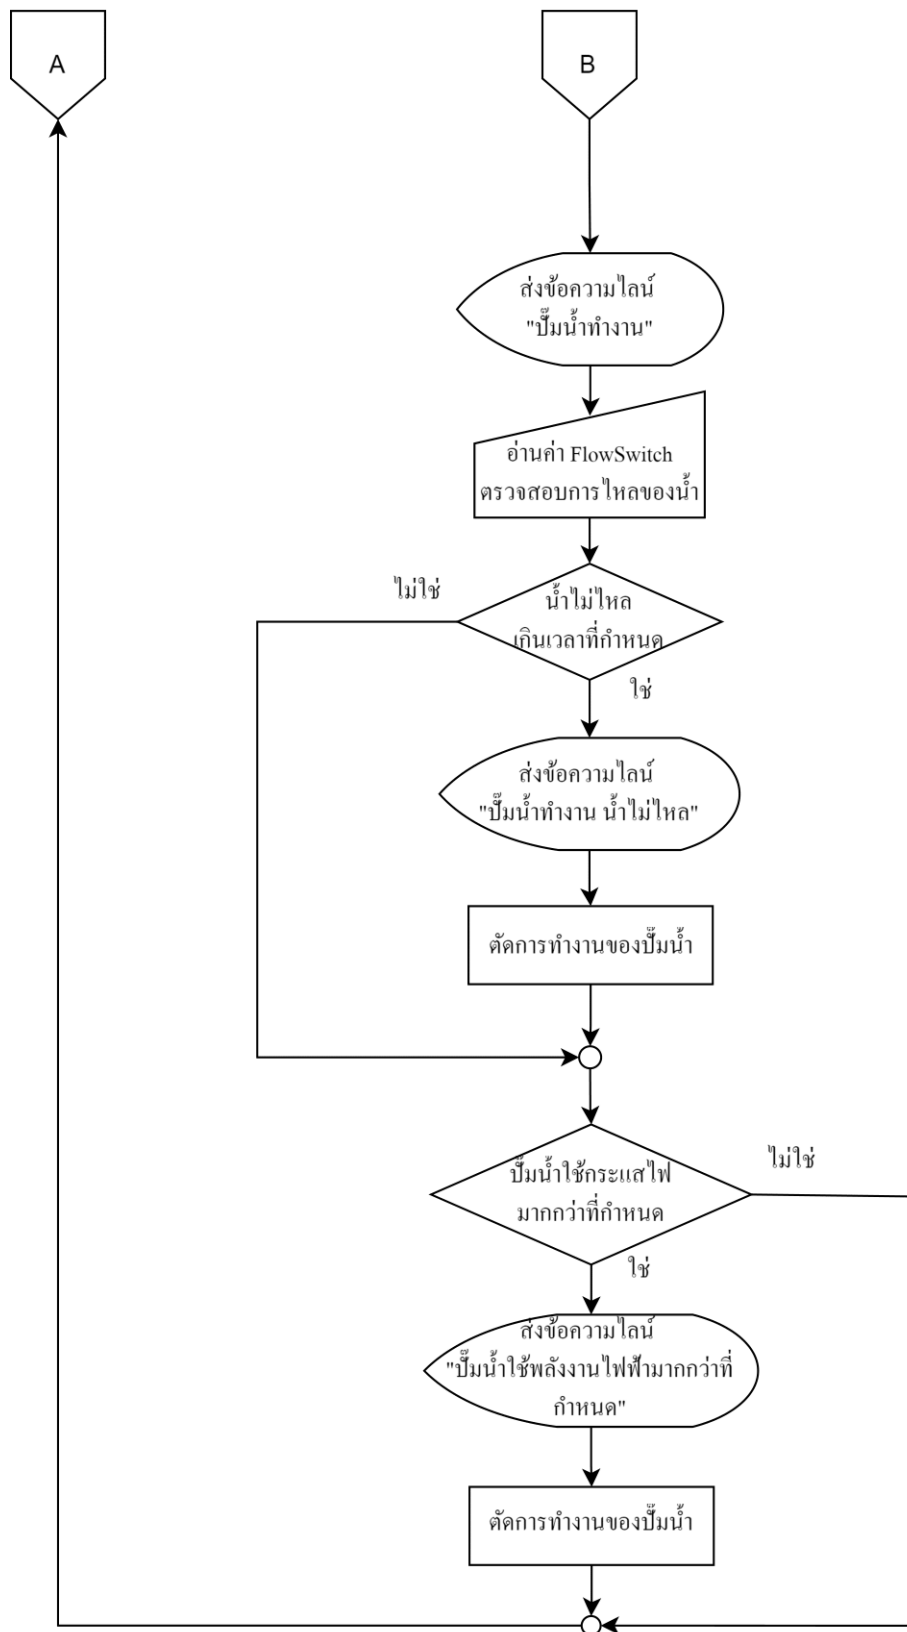 A
B
ส่งข้อความไลน์
"ปั๊มน้ำทำงาน"
อ่านค่า FlowSwitch
ตรวจสอบการไหลของน้ำ
ไม่ใช่
น้ำไม่ไหล
เกินเวลาที่กำหนด
ใช่
ส่งข้อความไลน์
"ปั๊มน้ำทำงาน น้ำไม่ไหล"
ตัดการทำงานของปั๊มน้ำ
ไม่ใช่
ปั๊มน้ำใช้กระแสไฟ
มากกว่าที่กำหนด
ใช่
ส่งข้อความไลน์
"ปั๊มน้ำใช้พลังงานไฟฟ้ามากกว่าที่
กำหนด"
ตัดการทำงานของปั๊มน้ำ